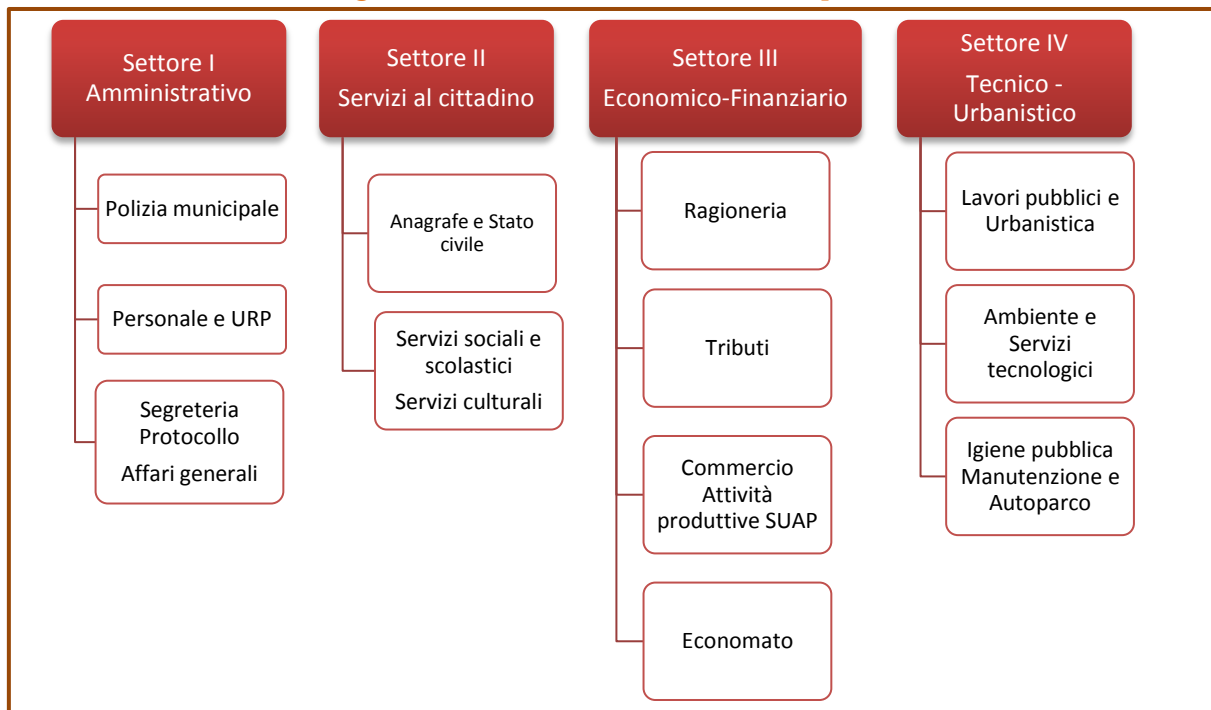 Settore I
Amministrativo
Polizia municipale
Personale e URP
Segreteria
Protocollo
Affari generali
Settore II
Servizi al cittadino
Anagrafe e Stato
civile
Servizi sociali e
scolastici
Servizi culturali
Settore III
Economico-Finanziario
Ragioneria
Tributi
Commercio
Attività
produttive SUAP
Economato
Settore IV
Tecnico -
Urbanistico
Lavori pubblici e
Urbanistica
Ambiente e
Servizi
tecnologici
Igiene pubblica
Manutenzione e
Autoparco